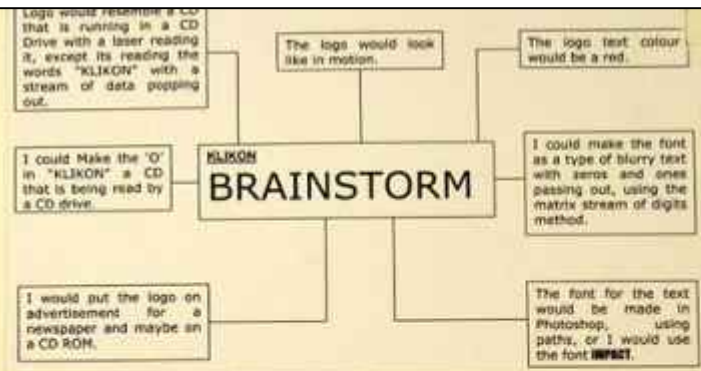 Logo would resemble a CD
that is running in a CD
Drive with a laser reading
it, except its reading the
words "KLIKON" with a
stream of data popping
out.
The logo would look
like in motion.
The logo text colour
would be a red.
I could Make the 'O'
in "KLIKON" a CD
that is being read by
a CD drive.
KLIKON
BRAINSTORM
I could make the font
as a type of blurry text
with seros and ones
passing out, using the
matrix stream of digits
method.
I would put the logo on
advertisement for a
newspaper and maybe on
a CD ROM.
The font for the text
would be made in
Photoshop, using
paths, or I would use
the font IMPACT.